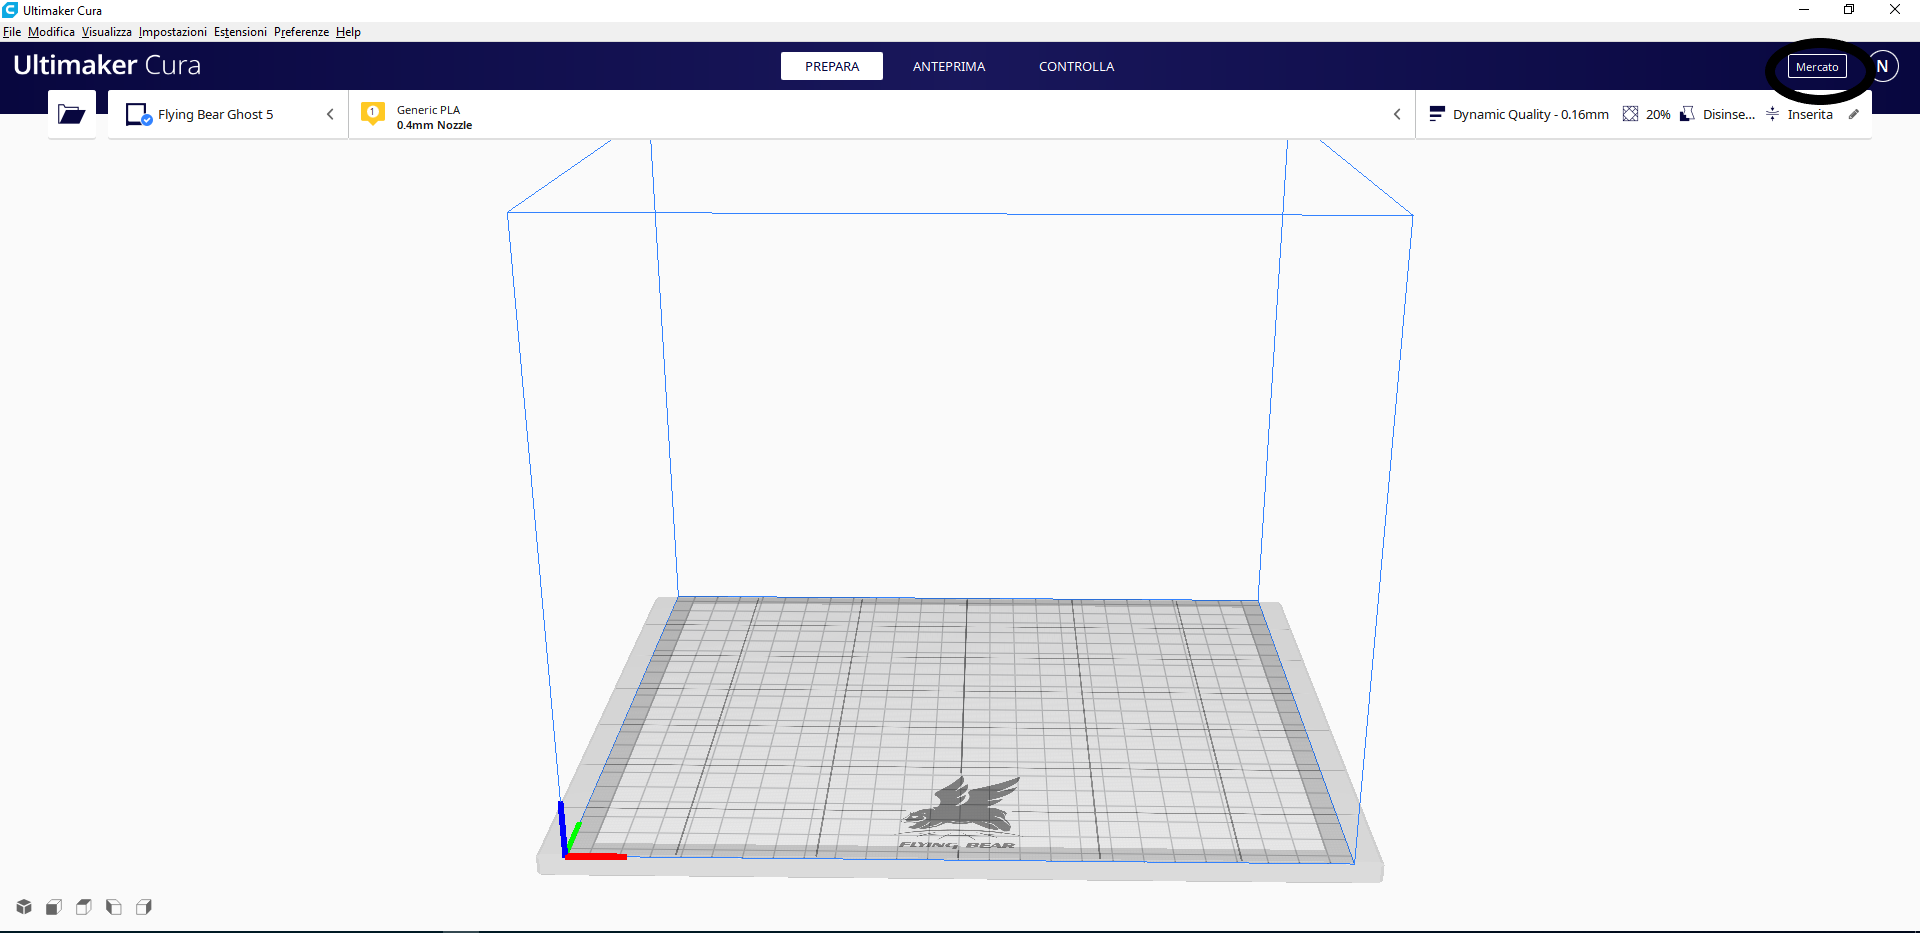 Ultimaker Cura
File Modifica Visualizza Impostazioni Estensioni Preferenze Help
Ultimaker Cura PREPARA ANTEPRIMA CONTROLLA Mercato N
Flying Bear Ghost 5
1
Generic PLA
0.4mm Nozzle
Dynamic Quality - 0.16mm 20% Disinse... Inserita
FLYING BEAR